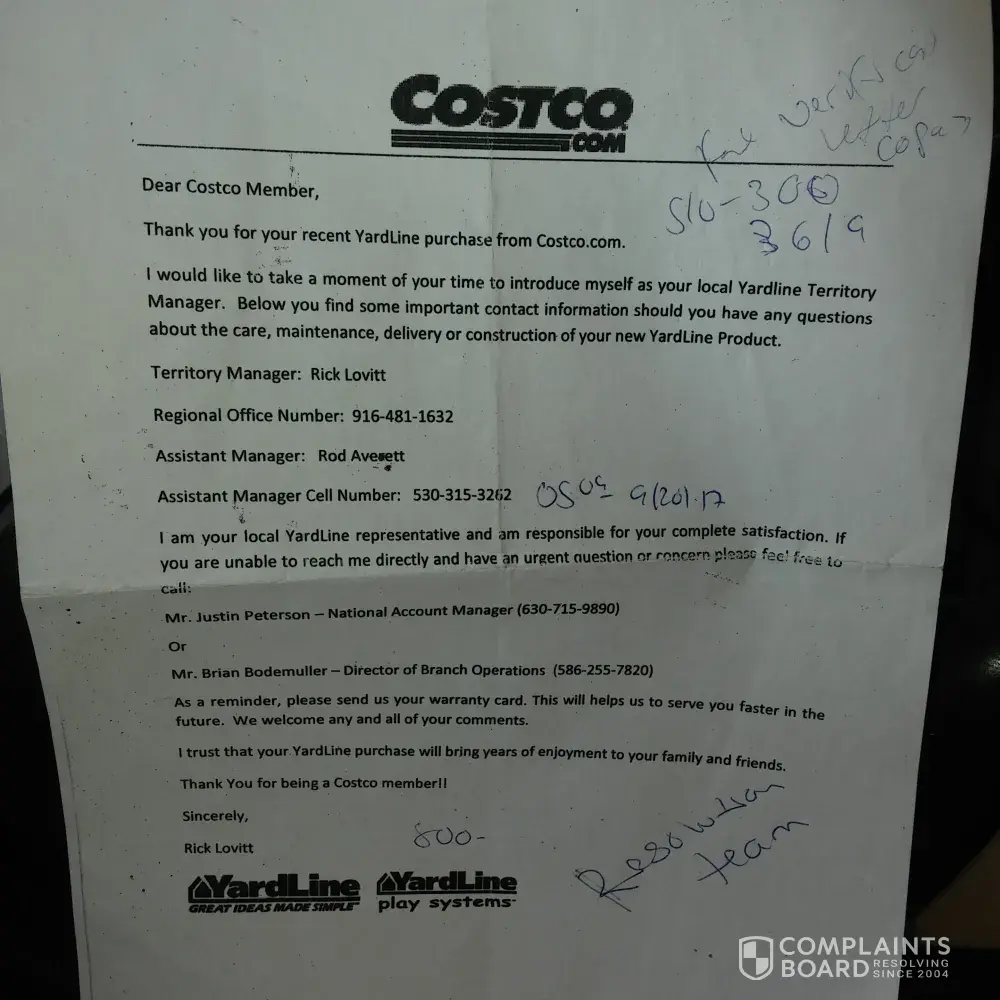 COSTCO
.COM
letter
510-300
3619
Dear Costco Member,
Thank you for your recent YardLine purchase from Costco.com.
I would like to take a moment of your time to introduce myself as your local Yardline Territory
Manager. Below you find some important contact information should you have any questions
about the care, maintenance, delivery or construction of your new YardLine Product.
Territory Manager: Rick Lovitt
Regional Office Number: 916-481-1632
Assistant Manager: Rod Averett
Assistant Manager Cell Number: 530-315-3262
9/20/17
I am your local YardLine representative and am responsible for your complete satisfaction. If
you are unable to reach me directly and have an urgent question or concern please feel free to
call:
Mr. Justin Peterson – National Account Manager (630-715-9890)
Or
Mr. Brian Bodemuller – Director of Branch Operations (586-255-7820)
As a reminder, please send us your warranty card. This will helps us to serve you faster in the
future. We welcome any and all of your comments.
I trust that your YardLine purchase will bring years of enjoyment to your family and friends.
Thank You for being a Costco member!!
Sincerely,
Rick Lovitt
800-
Resolution
team
YardLine
GREAT IDEAS MADE SIMPLE
YardLine
play systems
COMPLAINTS
BOARD RESOLVING
SINCE 2004